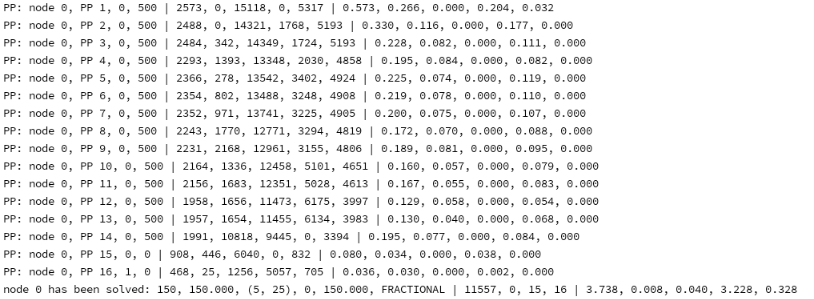 PP: node 0, PP 1, 0, 500 | 2573, 0, 15118, 0, 5317 | 0.573, 0.266, 0.000, 0.204, 0.032
PP: node 0, PP 2, 0, 500 | 2488, 0, 14321, 1768, 5193 | 0.330, 0.116, 0.000, 0.177, 0.000
PP: node 0, PP 3, 0, 500 | 2484, 342, 14349, 1724, 5193 | 0.228, 0.082, 0.000, 0.111, 0.000
PP: node 0, PP 4, 0, 500 | 2293, 1393, 13348, 2030, 4858 | 0.195, 0.084, 0.000, 0.082, 0.000
PP: node 0, PP 5, 0, 500 | 2366, 278, 13542, 3402, 4924 | 0.225, 0.074, 0.000, 0.119, 0.000
PP: node 0, PP 6, 0, 500 | 2354, 802, 13488, 3248, 4908 | 0.219, 0.078, 0.000, 0.110, 0.000
PP: node 0, PP 7, 0, 500 | 2352, 971, 13741, 3225, 4905 | 0.200, 0.075, 0.000, 0.107, 0.000
PP: node 0, PP 8, 0, 500 | 2243, 1770, 12771, 3294, 4819 | 0.172, 0.070, 0.000, 0.088, 0.000
PP: node 0, PP 9, 0, 500 | 2231, 2168, 12961, 3155, 4806 | 0.189, 0.081, 0.000, 0.095, 0.000
PP: node 0, PP 10, 0, 500 | 2164, 1336, 12458, 5101, 4651 | 0.160, 0.057, 0.000, 0.079, 0.000
PP: node 0, PP 11, 0, 500 | 2156, 1683, 12351, 5028, 4613 | 0.167, 0.055, 0.000, 0.083, 0.000
PP: node 0, PP 12, 0, 500 | 1958, 1656, 11473, 6175, 3997 | 0.129, 0.058, 0.000, 0.054, 0.000
PP: node 0, PP 13, 0, 500 | 1957, 1654, 11455, 6134, 3983 | 0.130, 0.040, 0.000, 0.068, 0.000
PP: node 0, PP 14, 0, 500 | 1991, 10818, 9445, 0, 3394 | 0.195, 0.077, 0.000, 0.084, 0.000
PP: node 0, PP 15, 0, 0 | 908, 446, 6040, 0, 832 | 0.080, 0.034, 0.000, 0.038, 0.000
PP: node 0, PP 16, 1, 0 | 468, 25, 1256, 5057, 705 | 0.036, 0.030, 0.000, 0.002, 0.000
node 0 has been solved: 150, 150.000, (5, 25), 0, 150.000, FRACTIONAL | 11557, 0, 15, 16 | 3.738, 0.008, 0.040, 3.228, 0.328